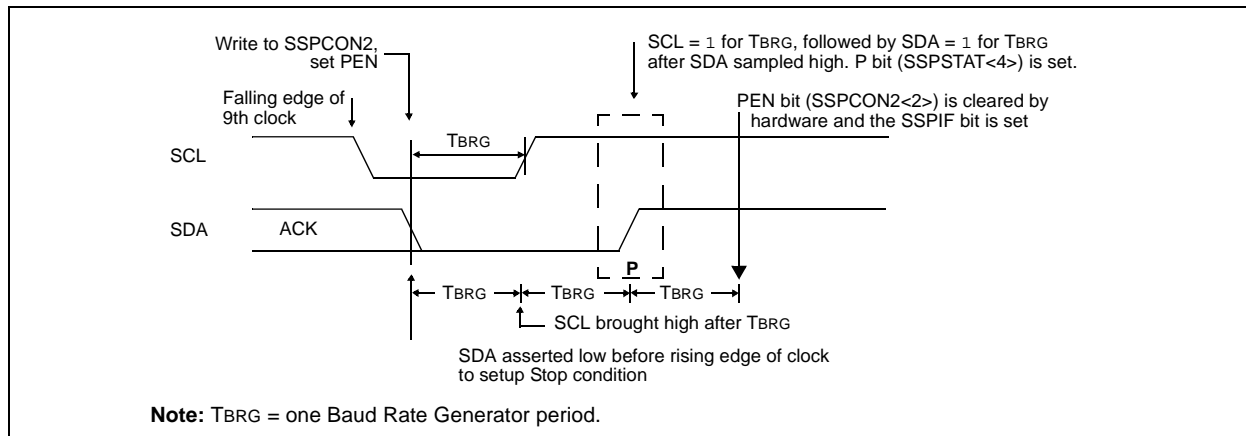 Write to SSPCON2,
set PEN
SCL = 1 for TBRG, followed by SDA = 1 for TBRG
after SDA sampled high. P bit (SSPSTAT<4>) is set.
Falling edge of
9th clock
PEN bit (SSPCON2<2>) is cleared by
hardware and the SSPIF bit is set
TBRG
SCL
SDA
ACK
P
TBRG
TBRG
TBRG
SCL brought high after TBRG
SDA asserted low before rising edge of clock
to setup Stop condition
Note: TBRG = one Baud Rate Generator period.